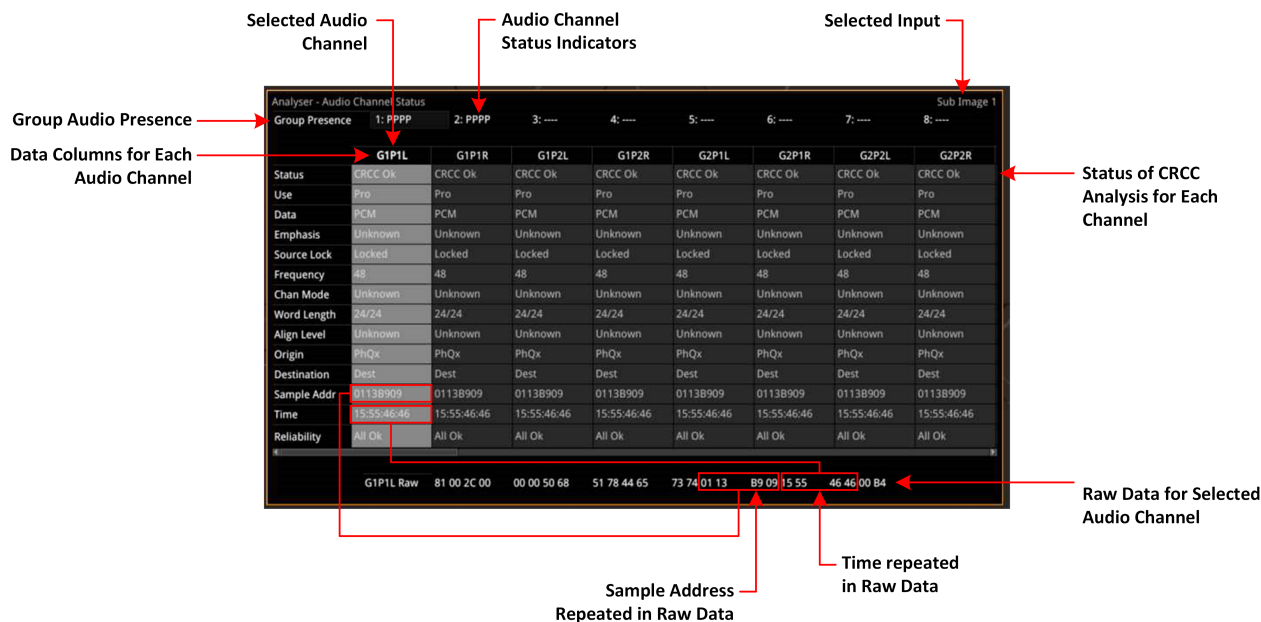 Selected Audio
Channel
Audio Channel
Status Indicators
Selected Input
Analyser - Audio Channel Status
Sub Image 1
Group Audio Presence
Group Presence 1: PPPP 2: PPPP 3: ---- 4: ---- 5: ---- 6: ---- 7: ---- 8: ----
Data Columns for Each
Audio Channel
G1P1L G1P1R G1P2L G1P2R G2P1L G2P1R G2P2L G2P2R
Status CRCC Ok CRCC Ok CRCC Ok CRCC Ok CRCC Ok CRCC Ok CRCC Ok CRCC Ok
Status of CRCC
Analysis for Each
Channel
Use Pro Pro Pro Pro Pro Pro Pro Pro
Data PCM PCM PCM PCM PCM PCM PCM PCM
Emphasis Unknown Unknown Unknown Unknown Unknown Unknown Unknown Unknown
Source Lock Locked Locked Locked Locked Locked Locked Locked Locked
Frequency 48 48 48 48 48 48 48 48
Chan Mode Unknown Unknown Unknown Unknown Unknown Unknown Unknown Unknown
Word Length 24/24 24/24 24/24 24/24 24/24 24/24 24/24 24/24
Align Level Unknown Unknown Unknown Unknown Unknown Unknown Unknown Unknown
Origin PhQx PhQx PhQx PhQx PhQx PhQx PhQx PhQx
Destination Dest Dest Dest Dest Dest Dest Dest Dest
Sample Addr 0113B909 0113B909 0113B909 0113B909 0113B909 0113B909 0113B909 0113B909
Time 15:55:46:46 15:55:46:46 15:55:46:46 15:55:46:46 15:55:46:46 15:55:46:46 15:55:46:46 15:55:46:46
Reliability All Ok All Ok All Ok All Ok All Ok All Ok All Ok All Ok
G1P1L Raw 81 00 2C 00 00 00 50 68 51 78 44 65 73 74 01 13 B9 09 15 55 46 46 00 B4
Raw Data for Selected
Audio Channel
Time repeated
in Raw Data
Sample Address
Repeated in Raw Data